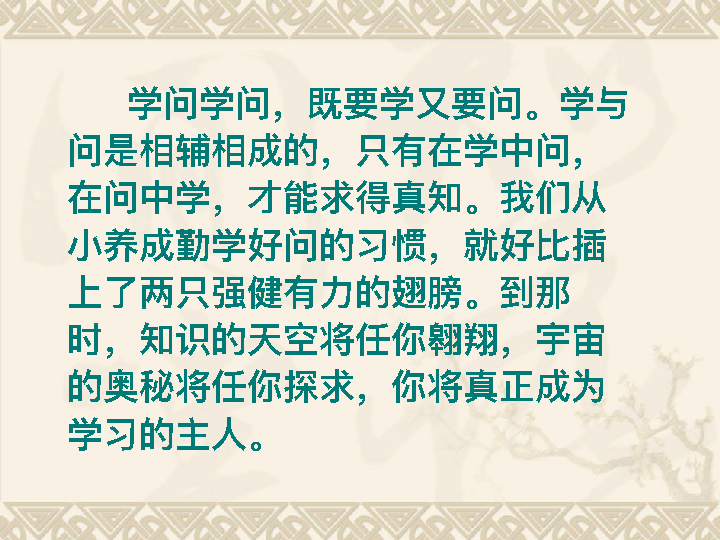 学问学问，既要学又要问。学与
问是相辅相成的，只有在学中问，
在问中学，才能求得真知。我们从
小养成勤学好问的习惯，就好比插
上了两只强健有力的翅膀。到那
时，知识的天空将任你翱翔，宇宙
的奥秘将任你探求，你将真正成为
学习的主人。